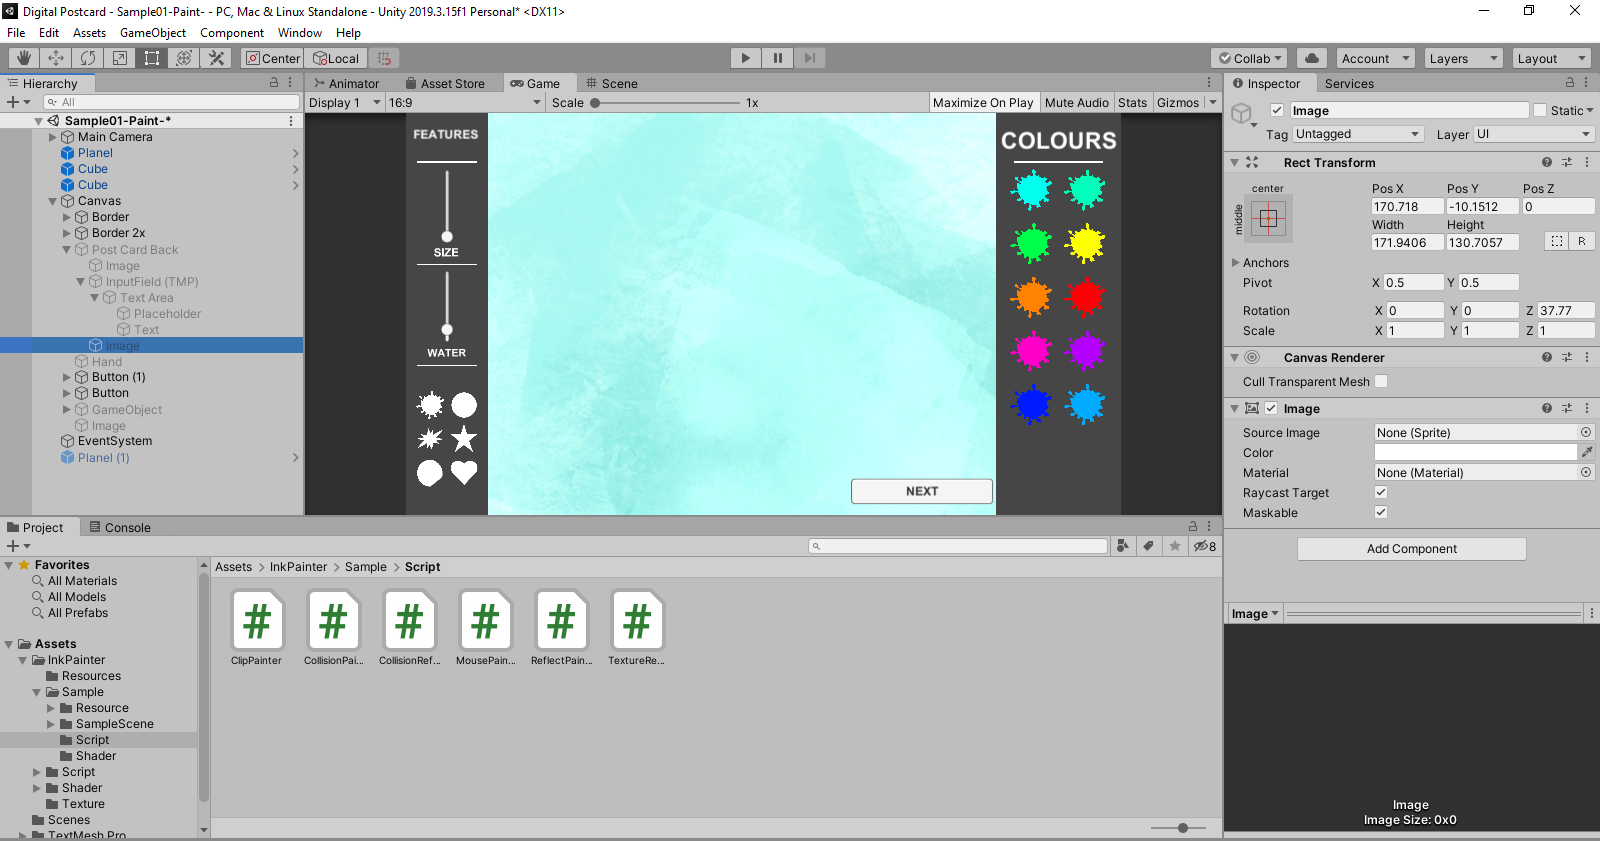 Digital Postcard - Sample01-Paint- - PC, Mac & Linux Standalone - Unity 2019.3.15f1 Personal* <DX11>
File Edit Assets GameObject Component Window Help
Center Local Collab Account Layers Layout
Hierarchy
All
Sample01-Paint-*
Main Camera
Planel
Cube
Cube
Canvas
Border
Border 2x
Post Card Back
Image
InputField (TMP)
Text Area
Placeholder
Text
Image
Hand
Button (1)
Button
GameObject
Image
EventSystem
Planel (1)
Animator Asset Store Game Scene
Display 1 16:9 Scale 1x Maximize On Play Mute Audio Stats Gizmos
FEATURES
SIZE
WATER
COLOURS
NEXT
Inspector Services
Image Static
Tag Untagged Layer UI
Rect Transform
center
middle
Pos X Pos Y Pos Z
170.718 -10.1512 0
Width Height
171.9406 130.7057 R
Anchors
Pivot X 0.5 Y 0.5
Rotation X 0 Y 0 Z 37.77
Scale X 1 Y 1 Z 1
Canvas Renderer
Cull Transparent Mesh
Image
Source Image None (Sprite)
Color
Material None (Material)
Raycast Target
Maskable
Add Component
Image
Image
Image Size: 0x0
Project Console
8
Favorites
All Materials
All Models
All Prefabs
Assets
InkPainter
Resources
Sample
Resource
SampleScene
Script
Shader
Script
Shader
Texture
Scenes
TextMesh Pro
Assets > InkPainter > Sample > Script
ClipPainter CollisionPai... CollisionRef... MousePain... ReflectPain... TextureRe...